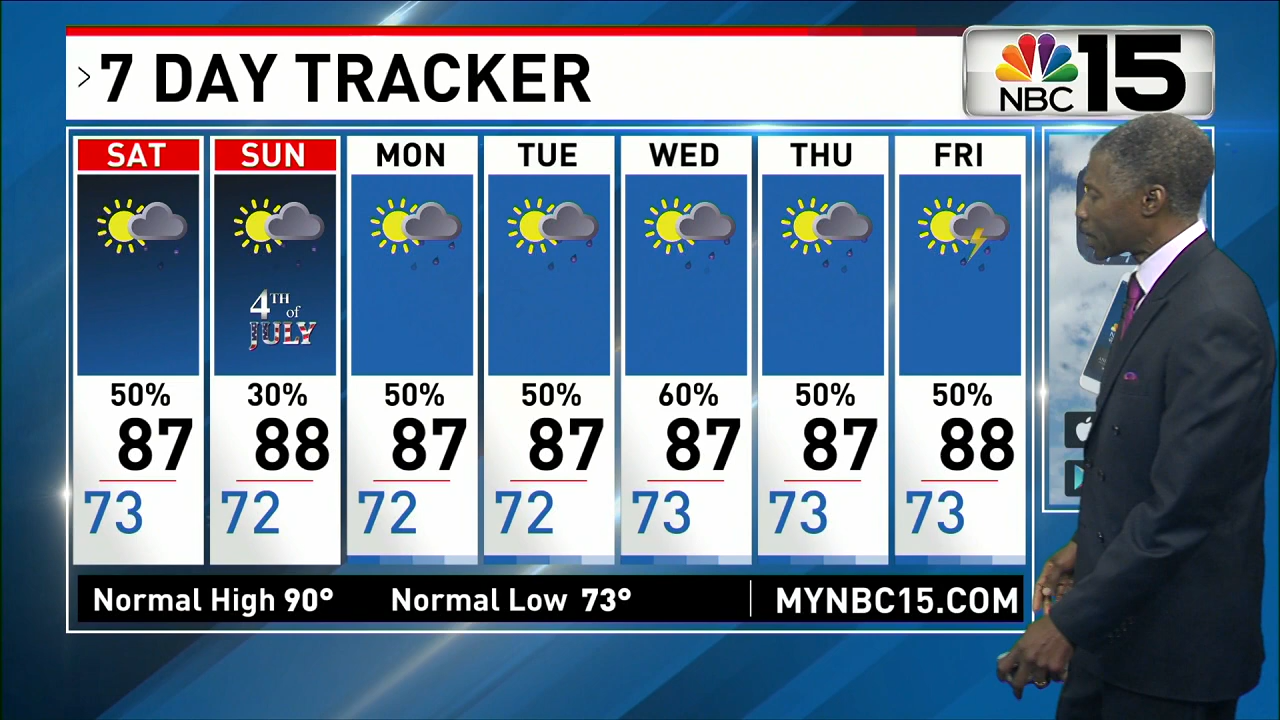 > 7 DAY TRACKER
NBC 15
SAT SUN MON TUE WED THU FRI
4TH
of
JULY
50% 30% 50% 50% 60% 50% 50%
87 88 87 87 87 87 88
73 72 72 72 73 73 73
Normal High 90° Normal Low 73° MYNBC15.COM